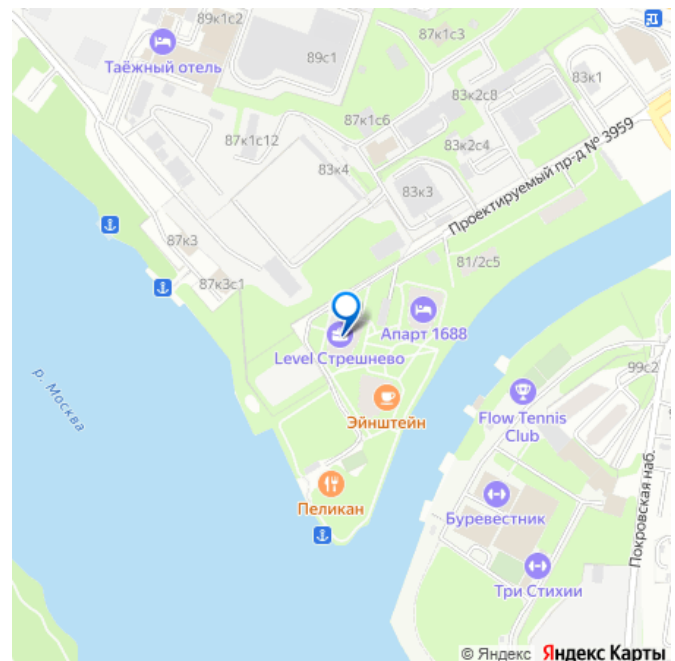 89к1с2
Таёжный отель
89с1
87к1с3
83к1
83к2с8
87к1с6
87к1с12
83к2с4
83к4
83к3
Проектируемый пр-д № 3959
87к3
87к3с1
81/2с5
Апарт 1688
Level Стрешнево
р. Москва
99с2
Эйнштейн
Flow Tennis
Club
Пеликан
Буревестник
Покровская наб.
Три Стихии
© Яндекс Яндекс Карты